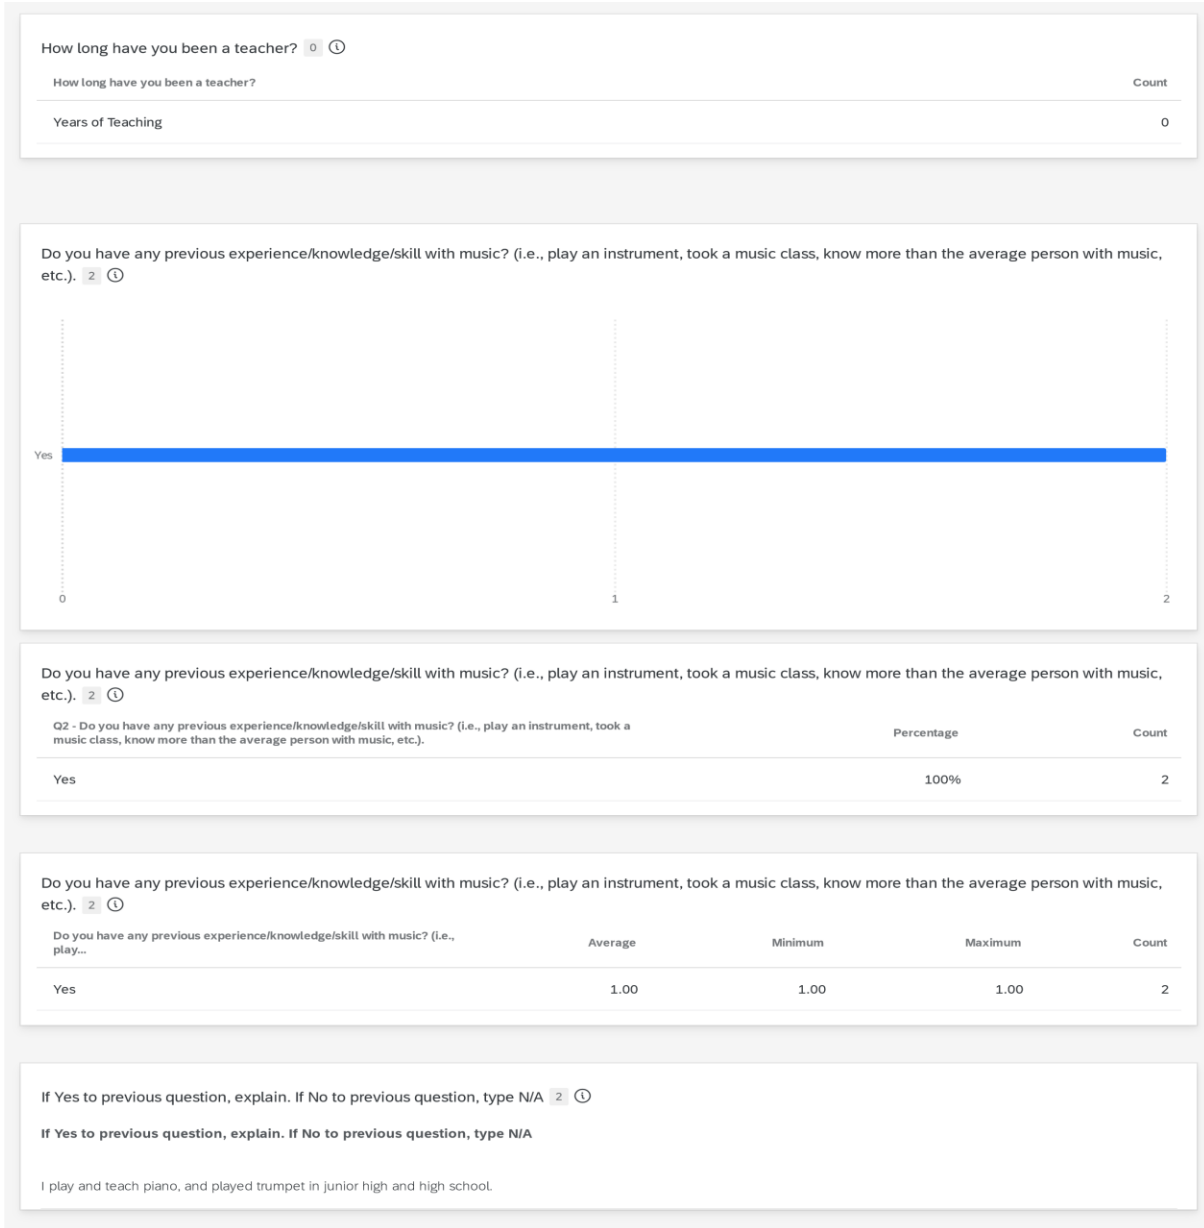 How long have you been a teacher? 0
How long have you been a teacher? Count
Years of Teaching 0
Do you have any previous experience/knowledge/skill with music? (i.e., play an instrument, took a music class, know more than the average person with music,
etc.). 2
Yes
0 1 2
Do you have any previous experience/knowledge/skill with music? (i.e., play an instrument, took a music class, know more than the average person with music,
etc.). 2
Q2 - Do you have any previous experience/knowledge/skill with music? (i.e., play an instrument, took a
music class, know more than the average person with music, etc.). Percentage Count
Yes 100% 2
Do you have any previous experience/knowledge/skill with music? (i.e., play an instrument, took a music class, know more than the average person with music,
etc.). 2
Do you have any previous experience/knowledge/skill with music? (i.e.,
play... Average Minimum Maximum Count
Yes 1.00 1.00 1.00 2
If Yes to previous question, explain. If No to previous question, type N/A 2
If Yes to previous question, explain. If No to previous question, type N/A
I play and teach piano, and played trumpet in junior high and high school.